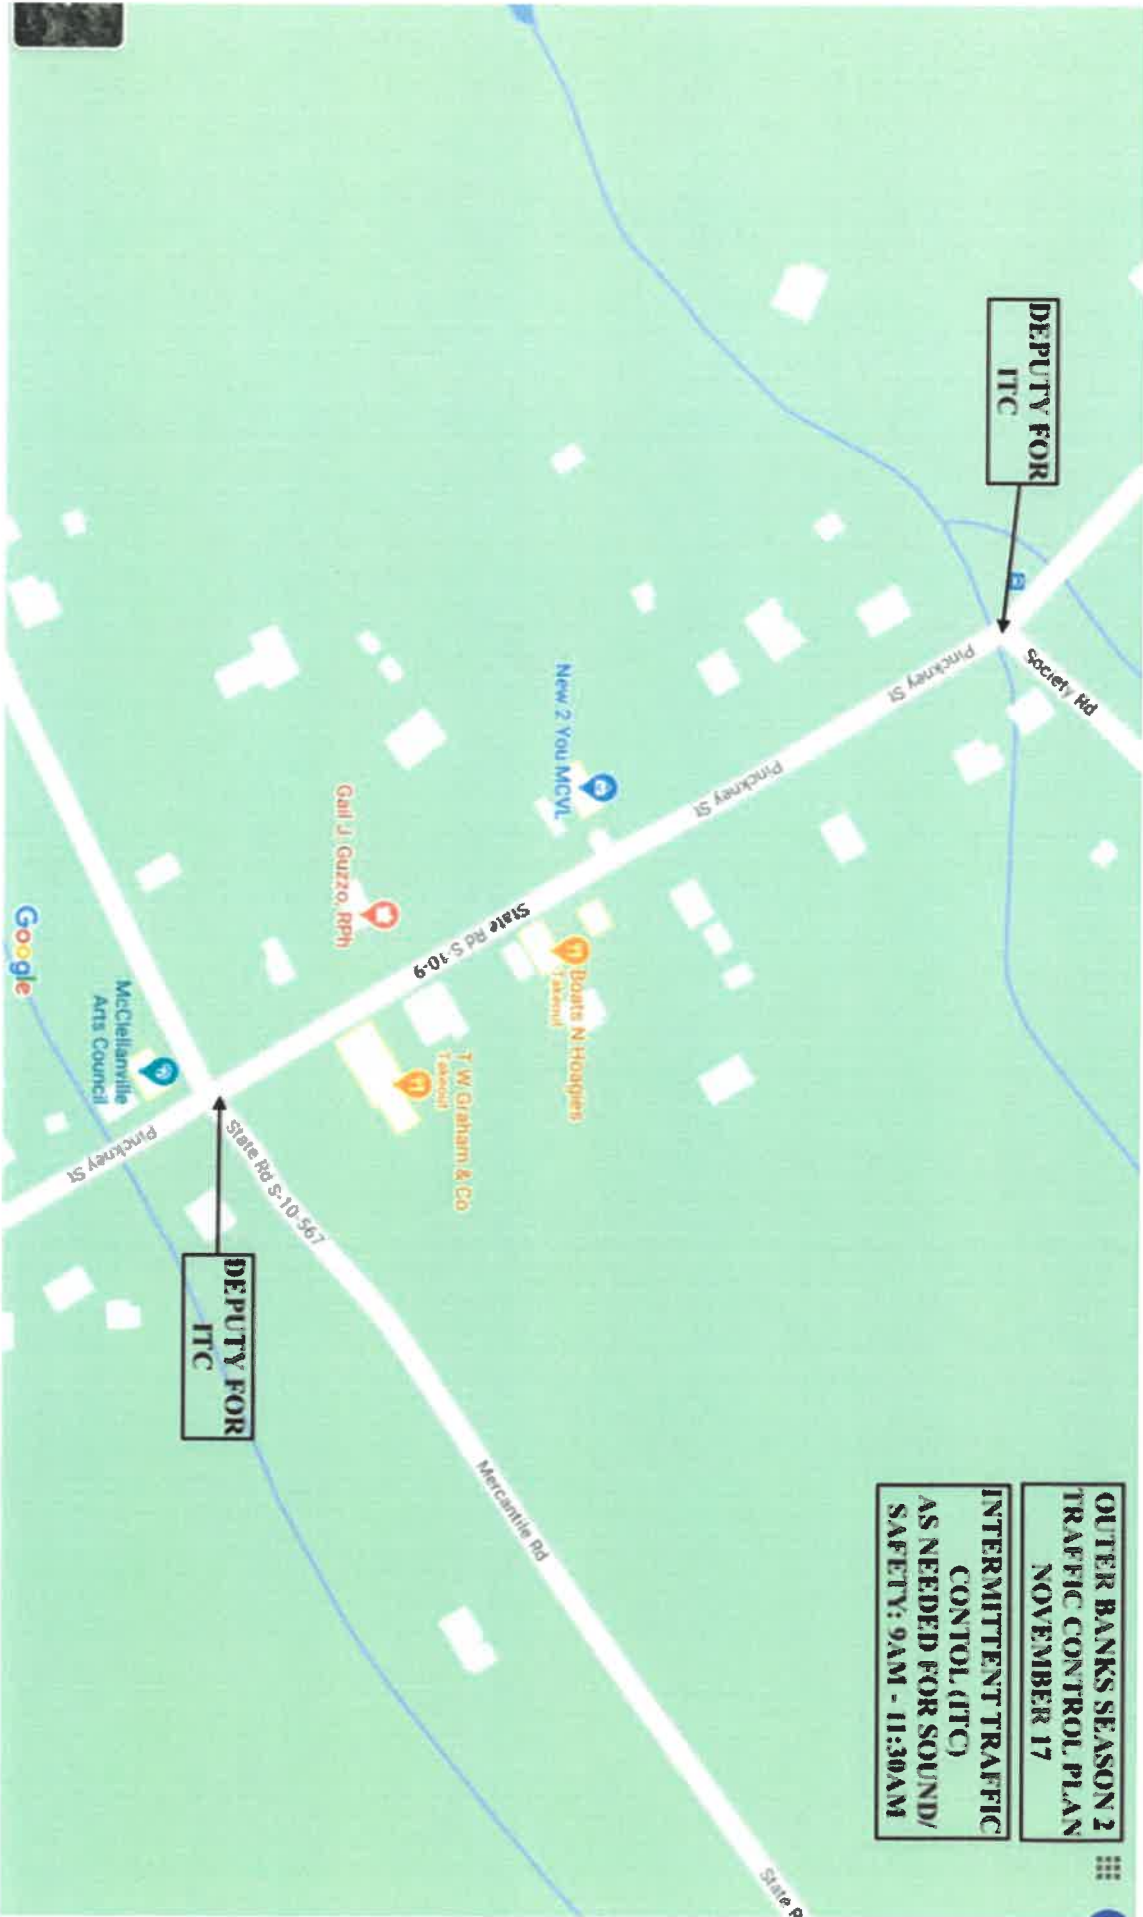 OUTER BANKS SEASON 2
TRAFFIC CONTROL PLAN
NOVEMBER 17
INTERMITTENT TRAFFIC
CONTOL (ITC)
AS NEEDED FOR SOUND/
SAFETY: 9AM - 11:30AM
DEPUTY FOR
ITC
Society Rd
Pinckney St
Pinckney St
New 2 You MCVL
Boats N Hoagies
Takeout
State Rd S-10-9
T W Graham & Co
Takeout
Gail J. Guzzo, RPh
State Rd S-10-567
Mercantile Rd
State R
DEPUTY FOR
ITC
McClellanville
Arts Council
Pinckney St
Google